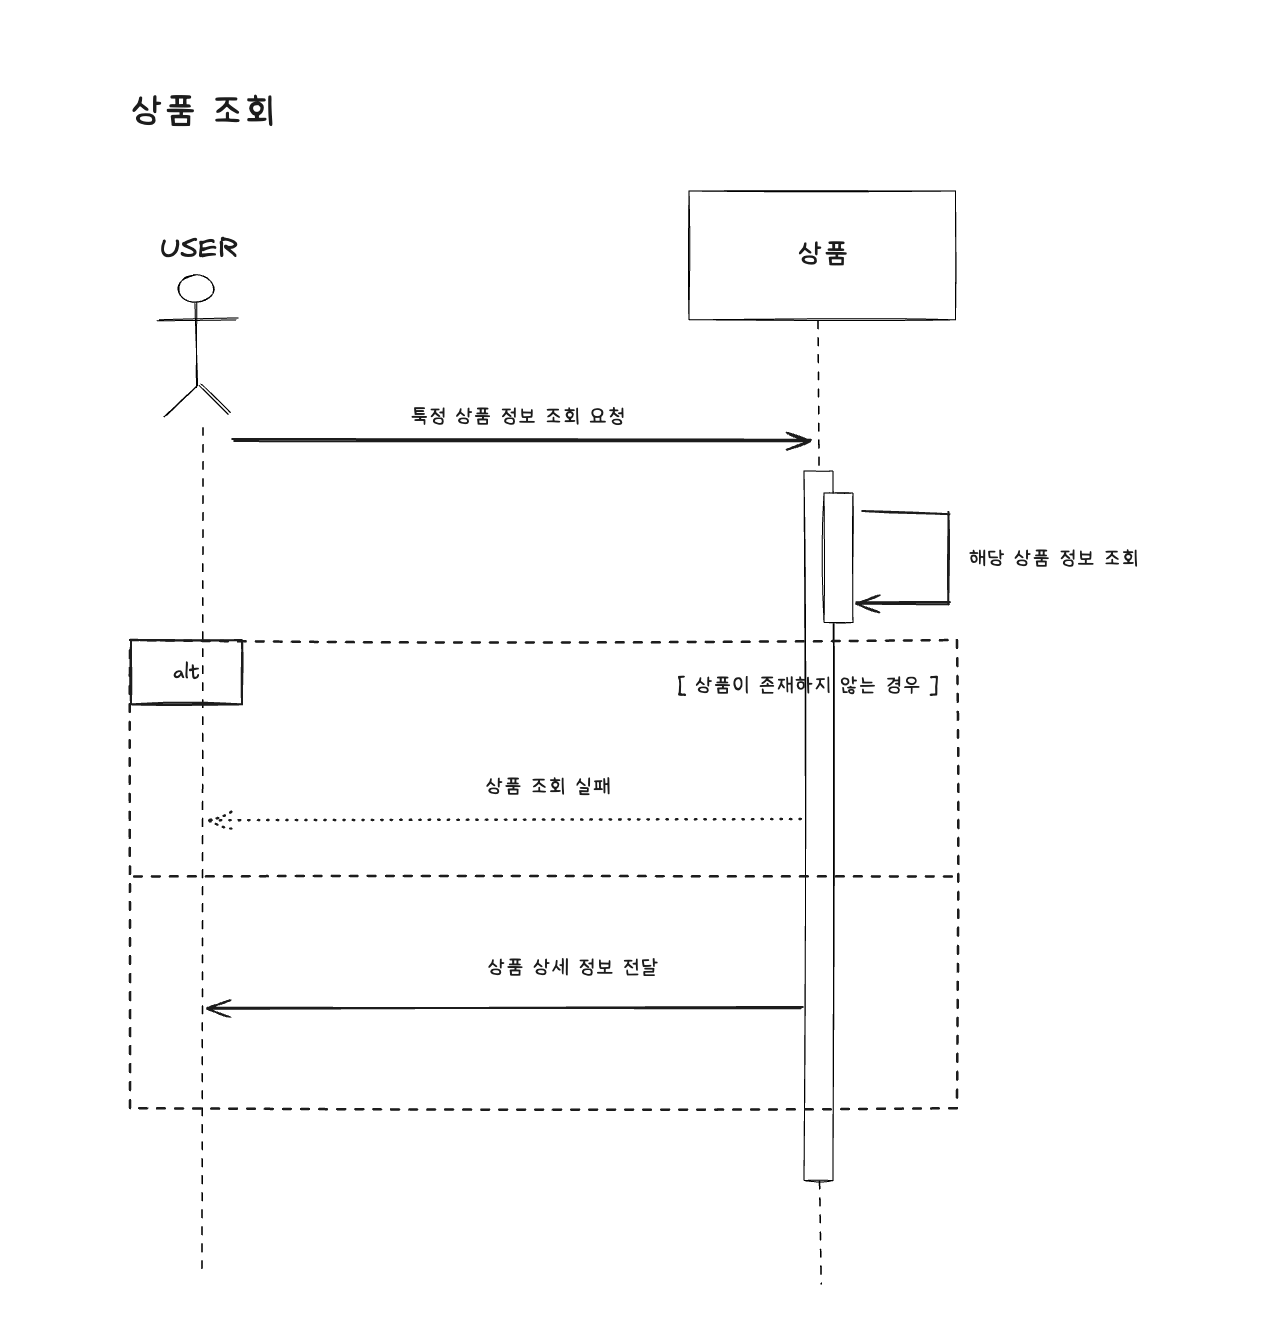 상품 조회
USER
상품
툭정 상품 정보 조회 요청
해당 상품 정보 조회
alt
[ 상품이 존재하지 않는 경우 ]
상품 조회 실패
상품 상세 정보 전달